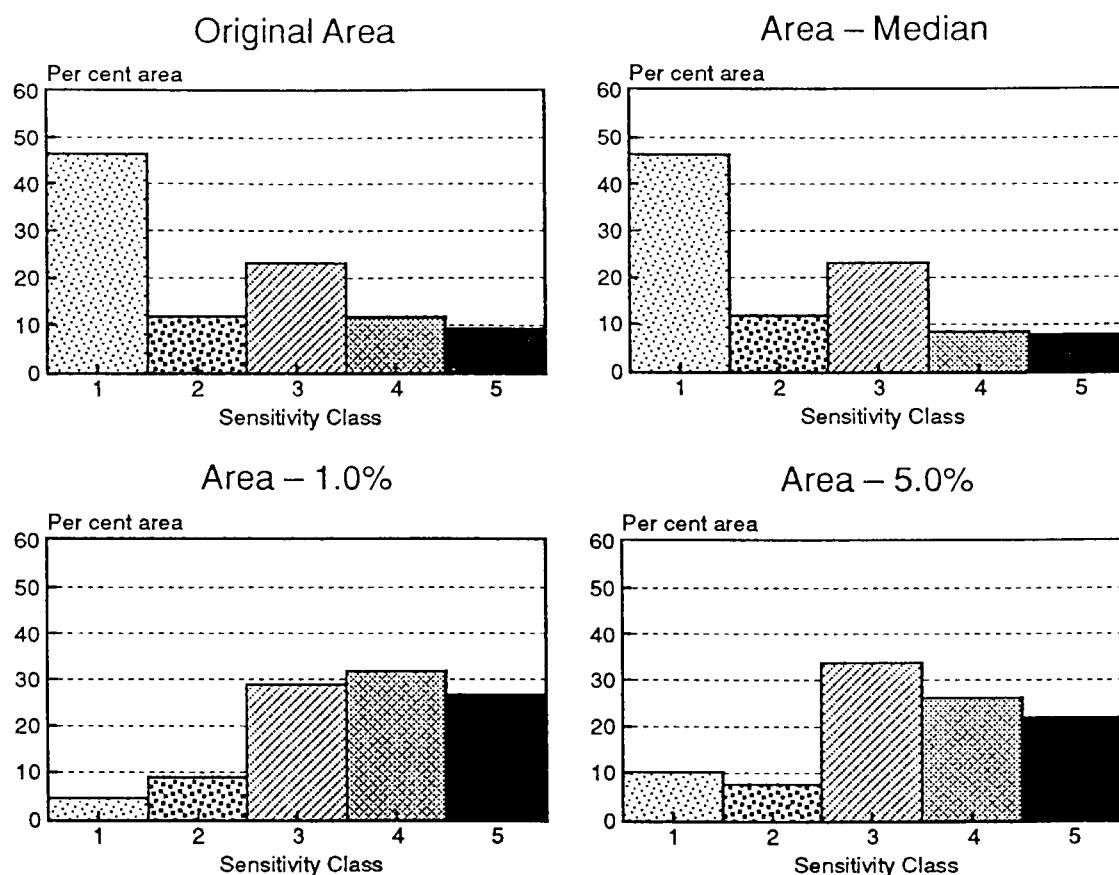 Original Area
Per cent area
60
50
40
30
20
10
0
1 2 3 4 5
Sensitivity Class
Area – Median
Per cent area
60
50
40
30
20
10
0
1 2 3 4 5
Sensitivity Class
Area – 1.0%
Per cent area
60
50
40
30
20
10
0
1 2 3 4 5
Sensitivity Class
Area – 5.0%
Per cent area
60
50
40
30
20
10
0
1 2 3 4 5
Sensitivity Class